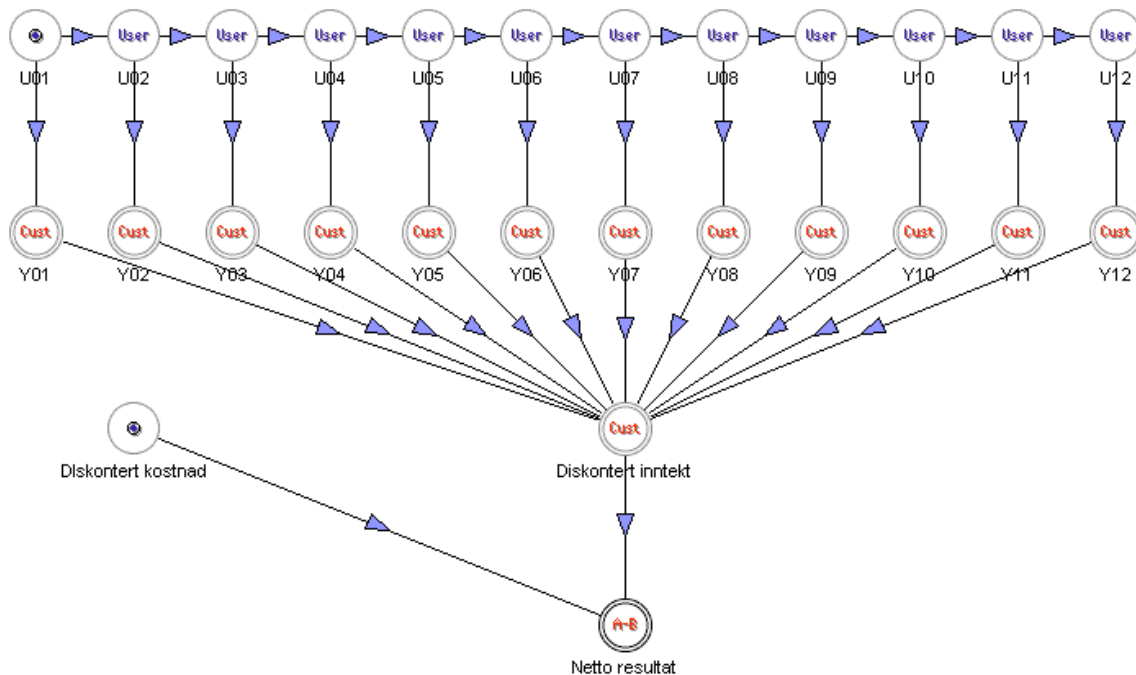 User User User User User User User User User User User
U01 U02 U03 U04 U05 U06 U07 U08 U09 U10 U11 U12
Cust Cust Cust Cust Cust Cust Cust Cust Cust Cust Cust Cust
Y01 Y02 Y03 Y04 Y05 Y06 Y07 Y08 Y09 Y10 Y11 Y12
Cust
DIskontert kostnad Diskontert inntekt
A-B
Netto resultat